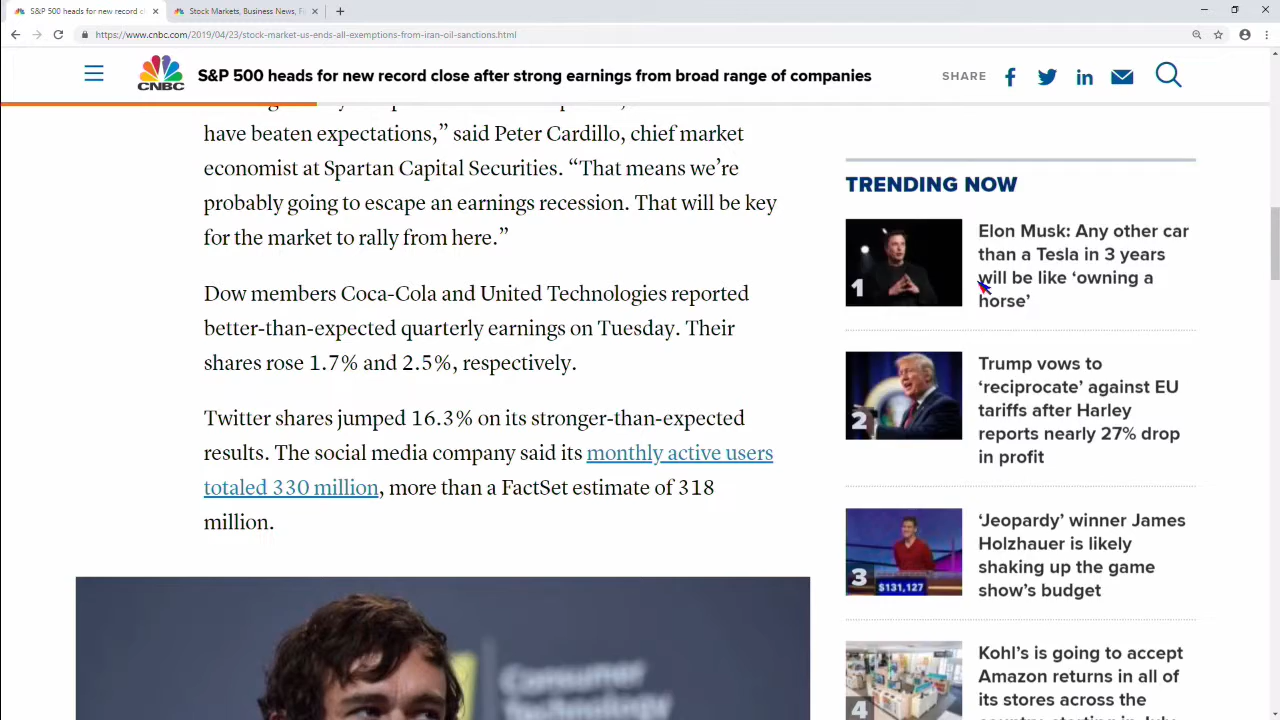 S&P 500 heads for new record cl
Stock Markets, Business News, F
https://www.cnbc.com/2019/04/23/stock-market-us-ends-all-exemptions-from-iran-oil-sanctions.html
CNBC
S&P 500 heads for new record close after strong earnings from broad range of companies
SHARE
have beaten expectations,” said Peter Cardillo, chief market
economist at Spartan Capital Securities. “That means we’re
probably going to escape an earnings recession. That will be key
for the market to rally from here.”
Dow members Coca-Cola and United Technologies reported
better-than-expected quarterly earnings on Tuesday. Their
shares rose 1.7% and 2.5%, respectively.
Twitter shares jumped 16.3% on its stronger-than-expected
results. The social media company said its monthly active users
totaled 330 million, more than a FactSet estimate of 318
million.
Consumer
Technology
TRENDING NOW
1
Elon Musk: Any other car
than a Tesla in 3 years
will be like ‘owning a
horse’
2
Trump vows to
‘reciprocate’ against EU
tariffs after Harley
reports nearly 27% drop
in profit
3
$131,127
‘Jeopardy’ winner James
Holzhauer is likely
shaking up the game
show’s budget
4
Kohl’s is going to accept
Amazon returns in all of
its stores across the
country, starting in July